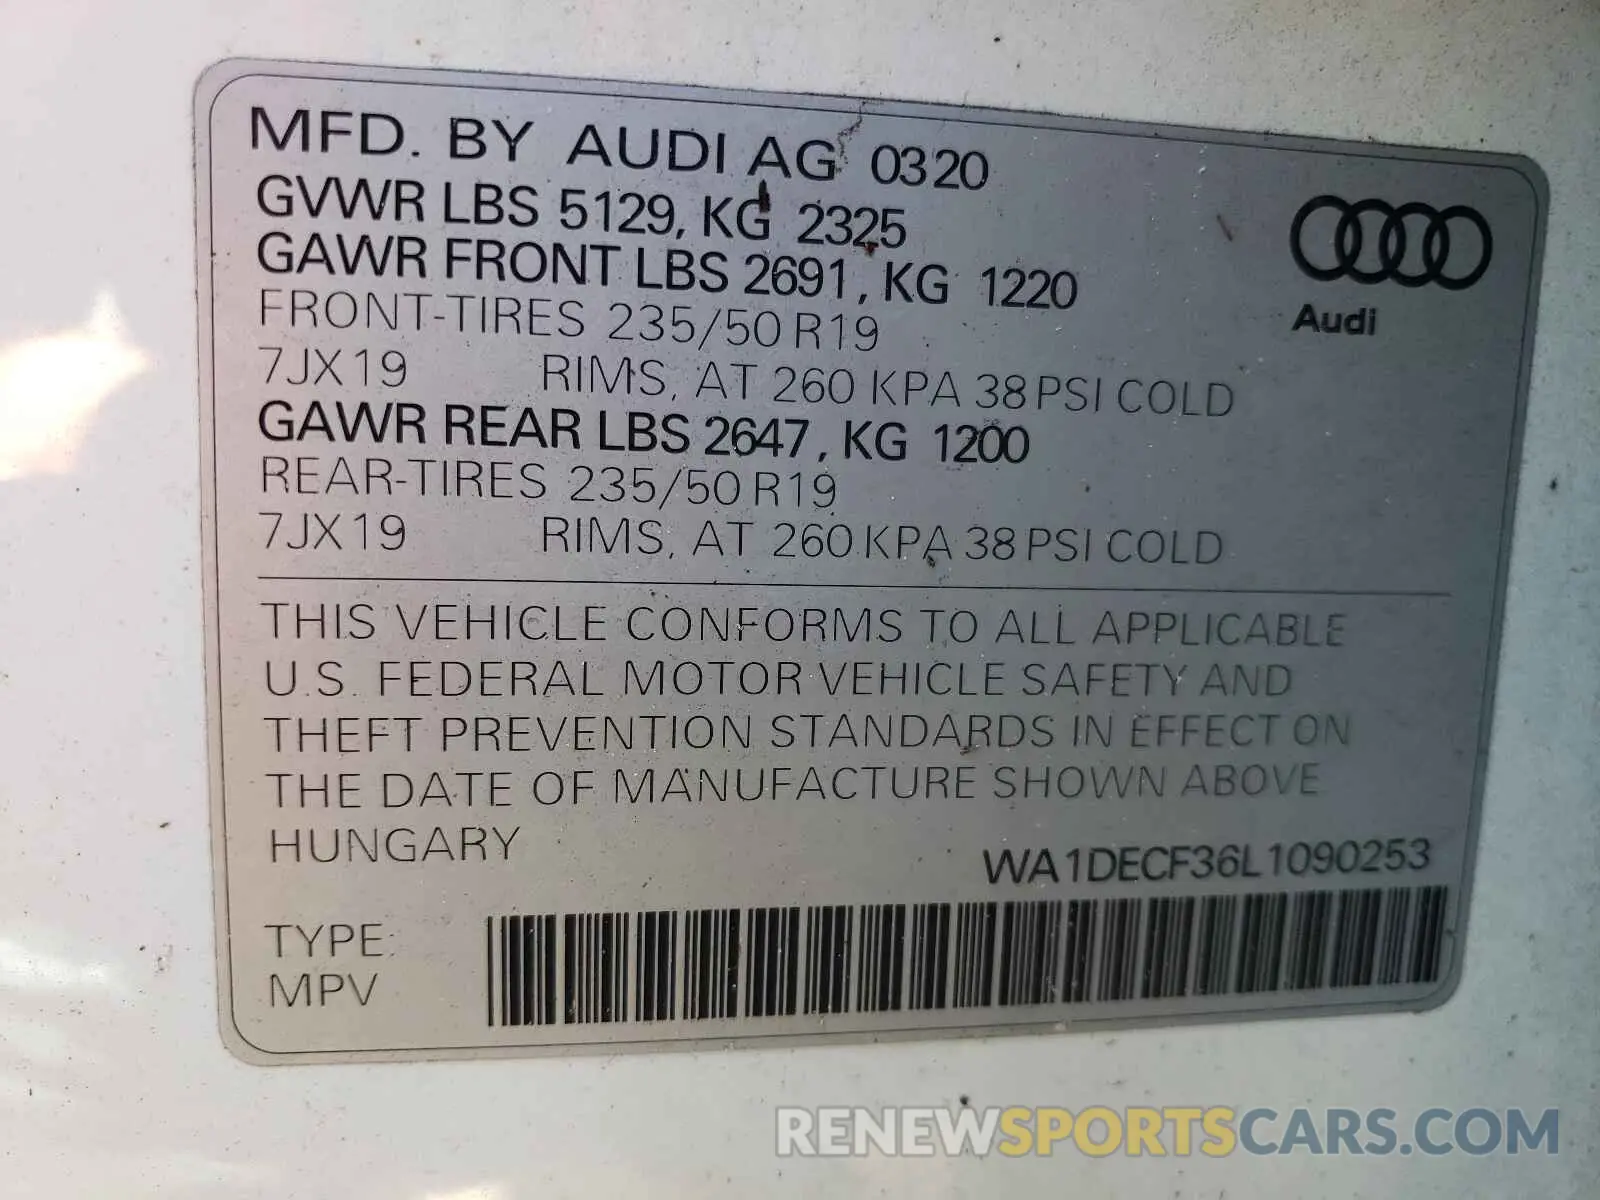 MFD. BY AUDI AG 0320
GVWR LBS 5129, KG 2325
GAWR FRONT LBS 2691, KG 1220
FRONT-TIRES 235/50 R19
7JX19 RIMS, AT 260 KPA 38 PSI COLD
GAWR REAR LBS 2647, KG 1200
REAR-TIRES 235/50 R19
7JX19 RIMS, AT 260 KPA 38 PSI COLD
Audi
THIS VEHICLE CONFORMS TO ALL APPLICABLE
U.S. FEDERAL MOTOR VEHICLE SAFETY AND
THEFT PREVENTION STANDARDS IN EFFECT ON
THE DATE OF MANUFACTURE SHOWN ABOVE
HUNGARY
WA1DECF36L1090253
TYPE:
MPV
RENEWSPORTSCARS.COM